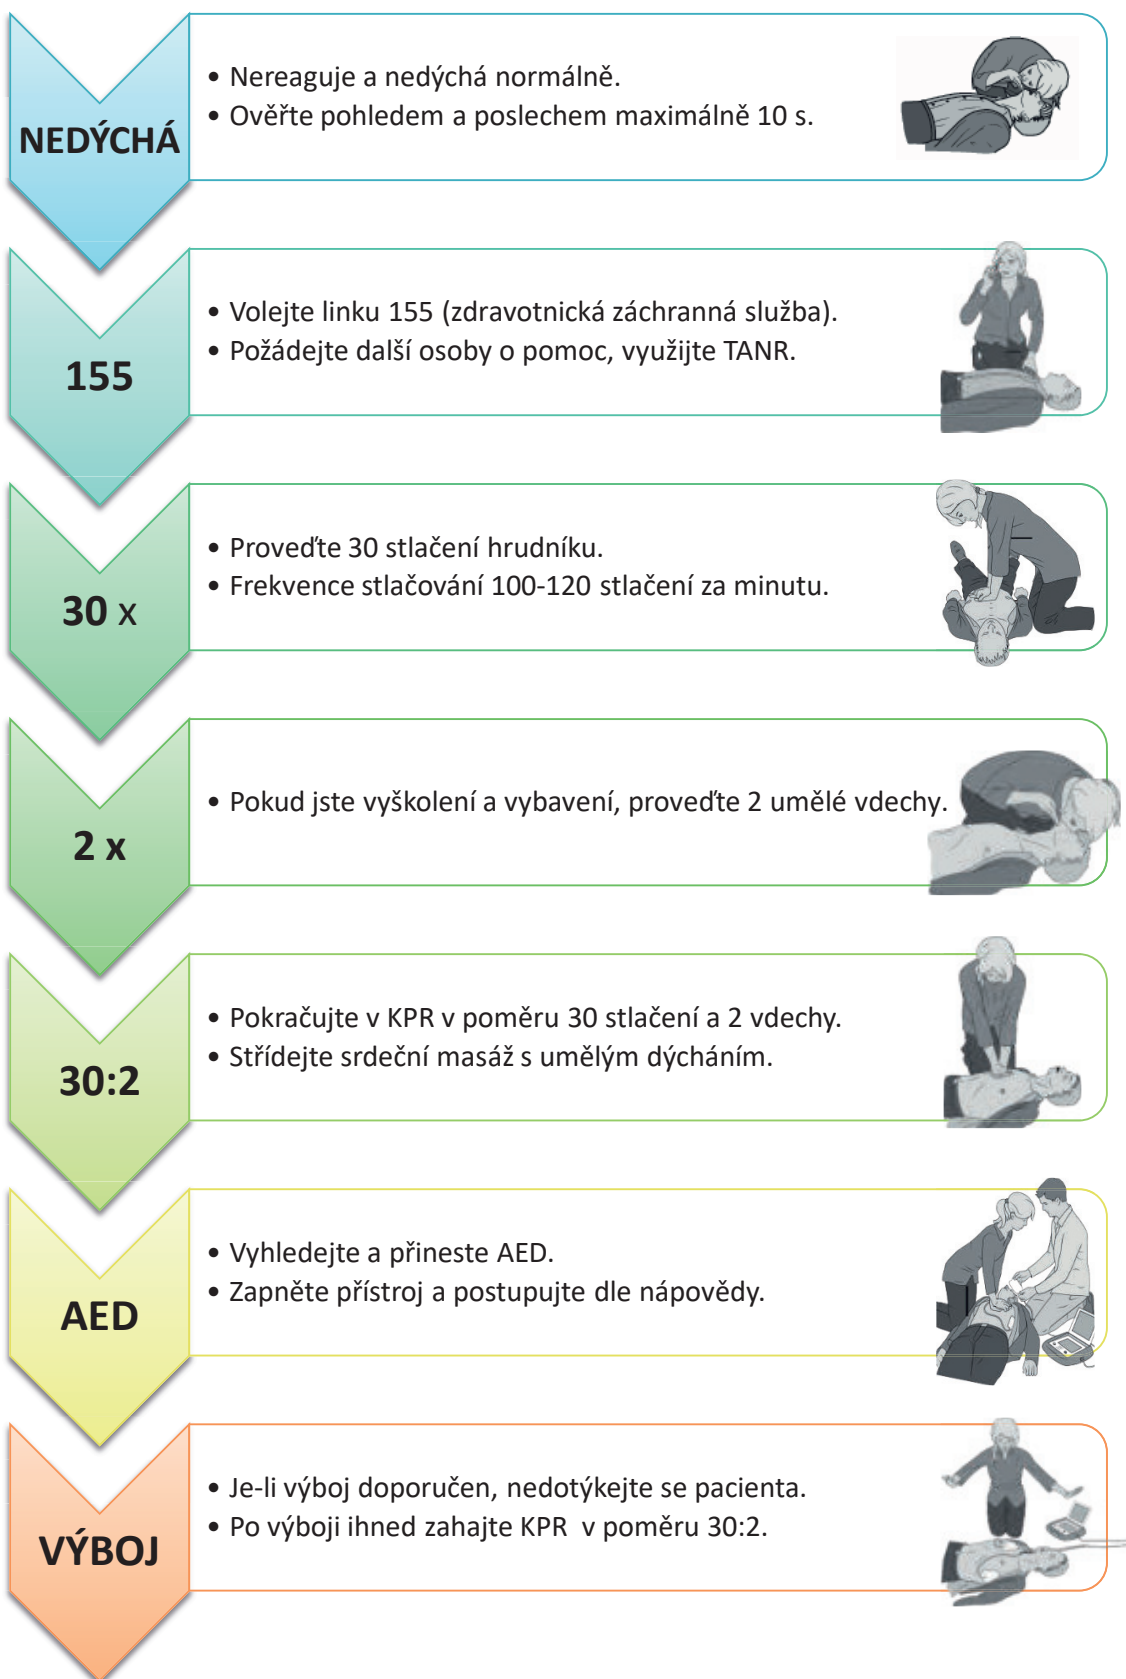 NEDÝCHÁ
• Nereaguje a nedýchá normálně.
• Ověřte pohledem a poslechem maximálně 10 s.
155
• Volejte linku 155 (zdravotnická záchranná služba).
• Požádejte další osoby o pomoc, využijte TANR.
30 x
• Proveďte 30 stlačení hrudníku.
• Frekvence stlačování 100-120 stlačení za minutu.
2 x
• Pokud jste vyškolení a vybavení, proveďte 2 umělé vdechy.
30:2
• Pokračujte v KPR v poměru 30 stlačení a 2 vdechy.
• Střídejte srdeční masáž s umělým dýcháním.
AED
• Vyhledejte a přineste AED.
• Zapněte přístroj a postupujte dle nápovědy.
VÝBOJ
• Je-li výboj doporučen, nedotýkejte se pacienta.
• Po výboji ihned zahajte KPR  v poměru 30:2.